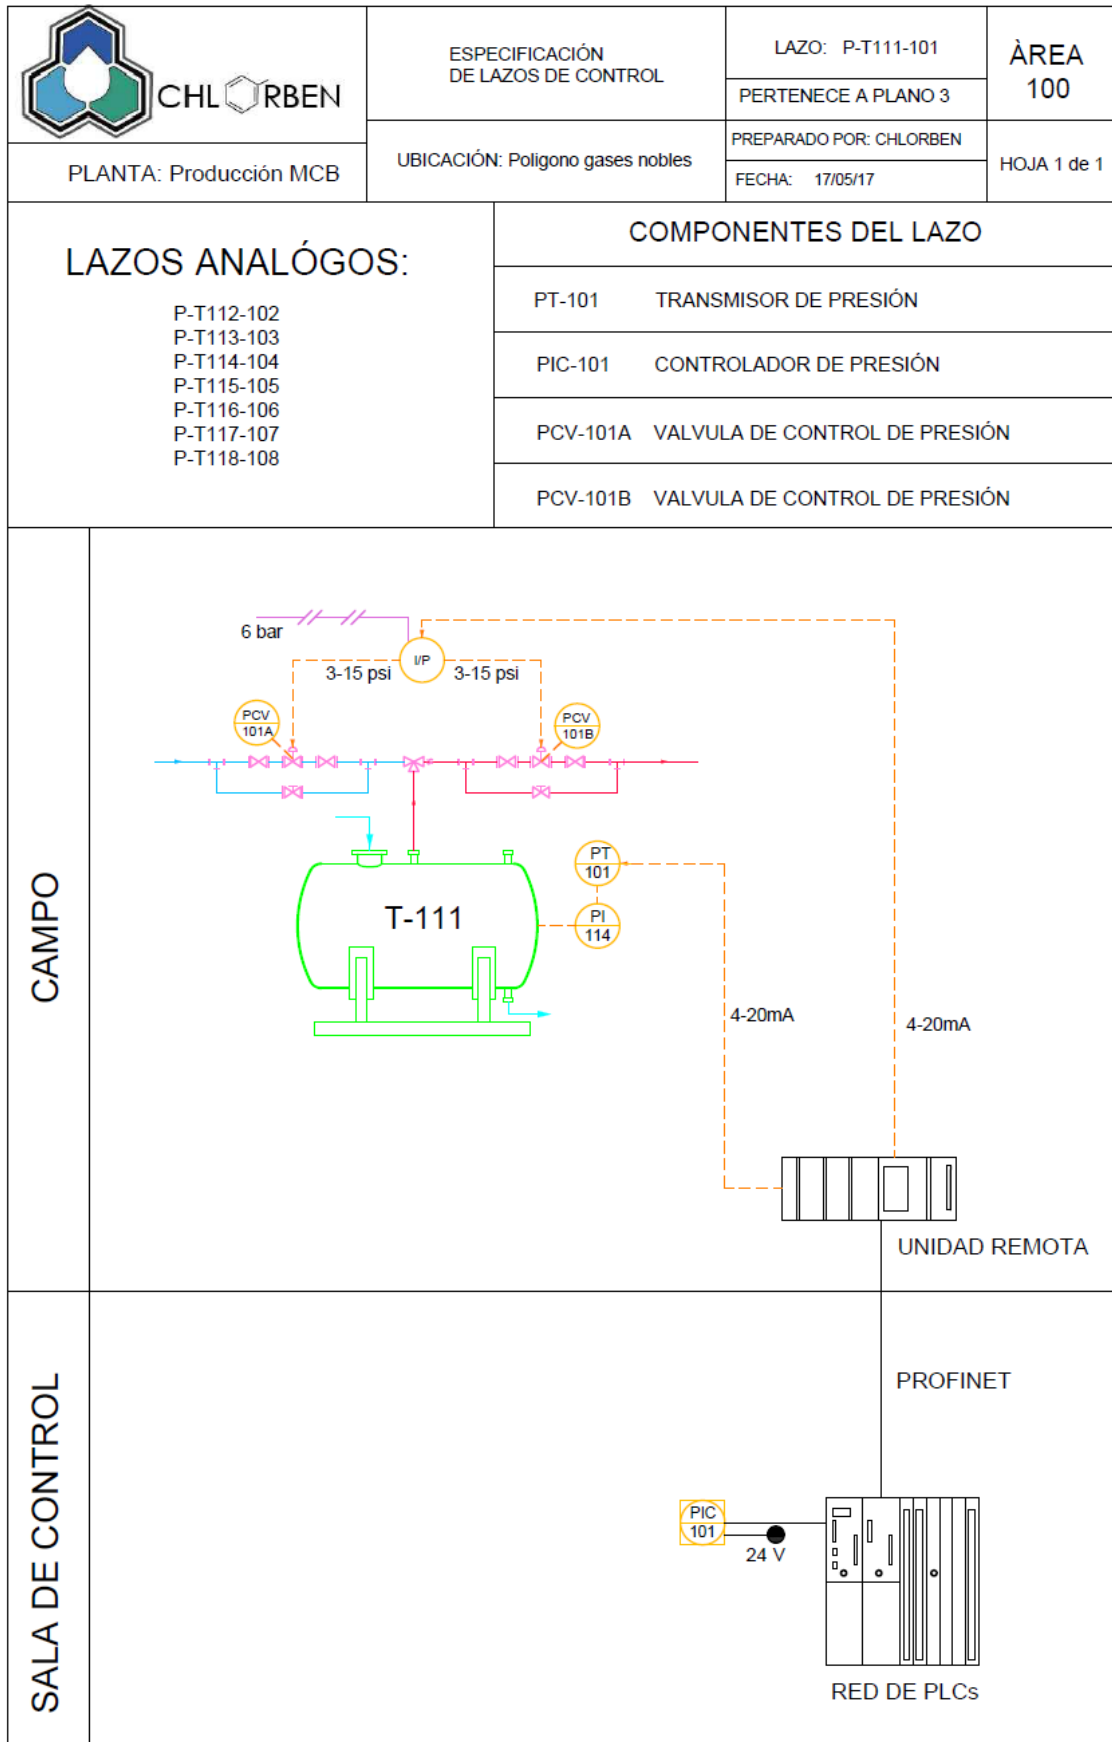 CHLORBEN
PLANTA: Producción MCB
ESPECIFICACIÓN
DE LAZOS DE CONTROL
UBICACIÓN: Poligono gases nobles
LAZO: P-T111-101
PERTENECE A PLANO 3
PREPARADO POR: CHLORBEN
FECHA: 17/05/17
ÀREA
100
HOJA 1 de 1
LAZOS ANALÓGOS:
P-T112-102
P-T113-103
P-T114-104
P-T115-105
P-T116-106
P-T117-107
P-T118-108
COMPONENTES DEL LAZO
PT-101 TRANSMISOR DE PRESIÓN
PIC-101 CONTROLADOR DE PRESIÓN
PCV-101A VALVULA DE CONTROL DE PRESIÓN
PCV-101B VALVULA DE CONTROL DE PRESIÓN
CAMPO
6 bar
I/P
3-15 psi
3-15 psi
PCV
101A
PCV
101B
T-111
PT
101
PI
114
4-20mA
4-20mA
UNIDAD REMOTA
SALA DE CONTROL
PROFINET
PIC
101
24 V
RED DE PLCs